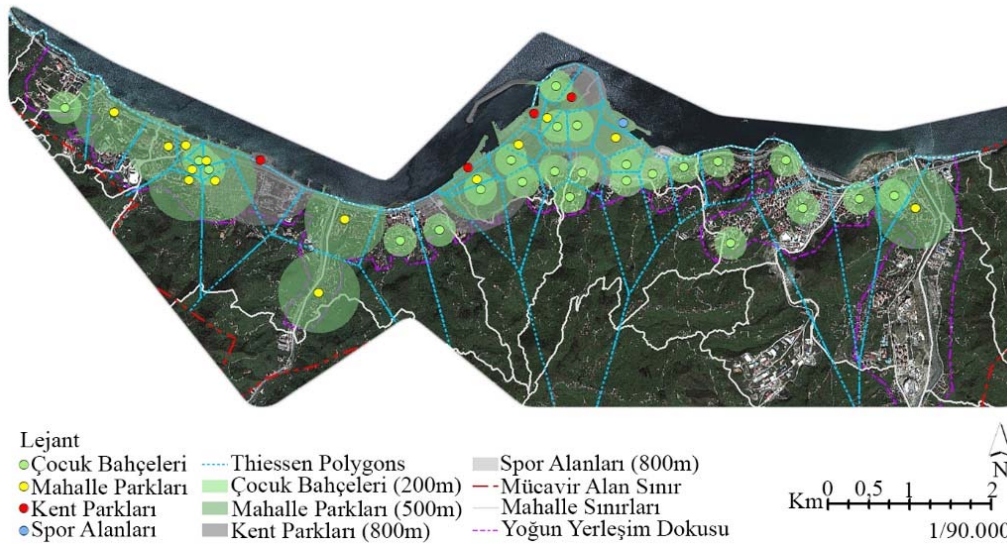 Lejant
Çocuk Bahçeleri
Mahalle Parkları
Kent Parkları
Spor Alanları
Thiessen Polygons
Çocuk Bahçeleri (200m)
Mahalle Parkları (500m)
Kent Parkları (800m)
Spor Alanları (800m)
Mücavir Alan Sınır
Mahalle Sınırları
Yoğun Yerleşim Dokusu
N
Km 0 0,5 1 2
1/90.000